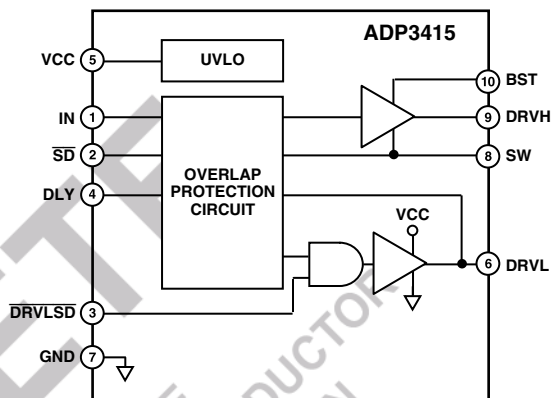 ADP3415
VCC 5
UVLO
10 BST
IN 1
9 DRVH
SD 2
8 SW
OVERLAP
PROTECTION
CIRCUIT
DLY 4
VCC
6 DRVL
DRVLSD 3
GND 7
DUCTOR